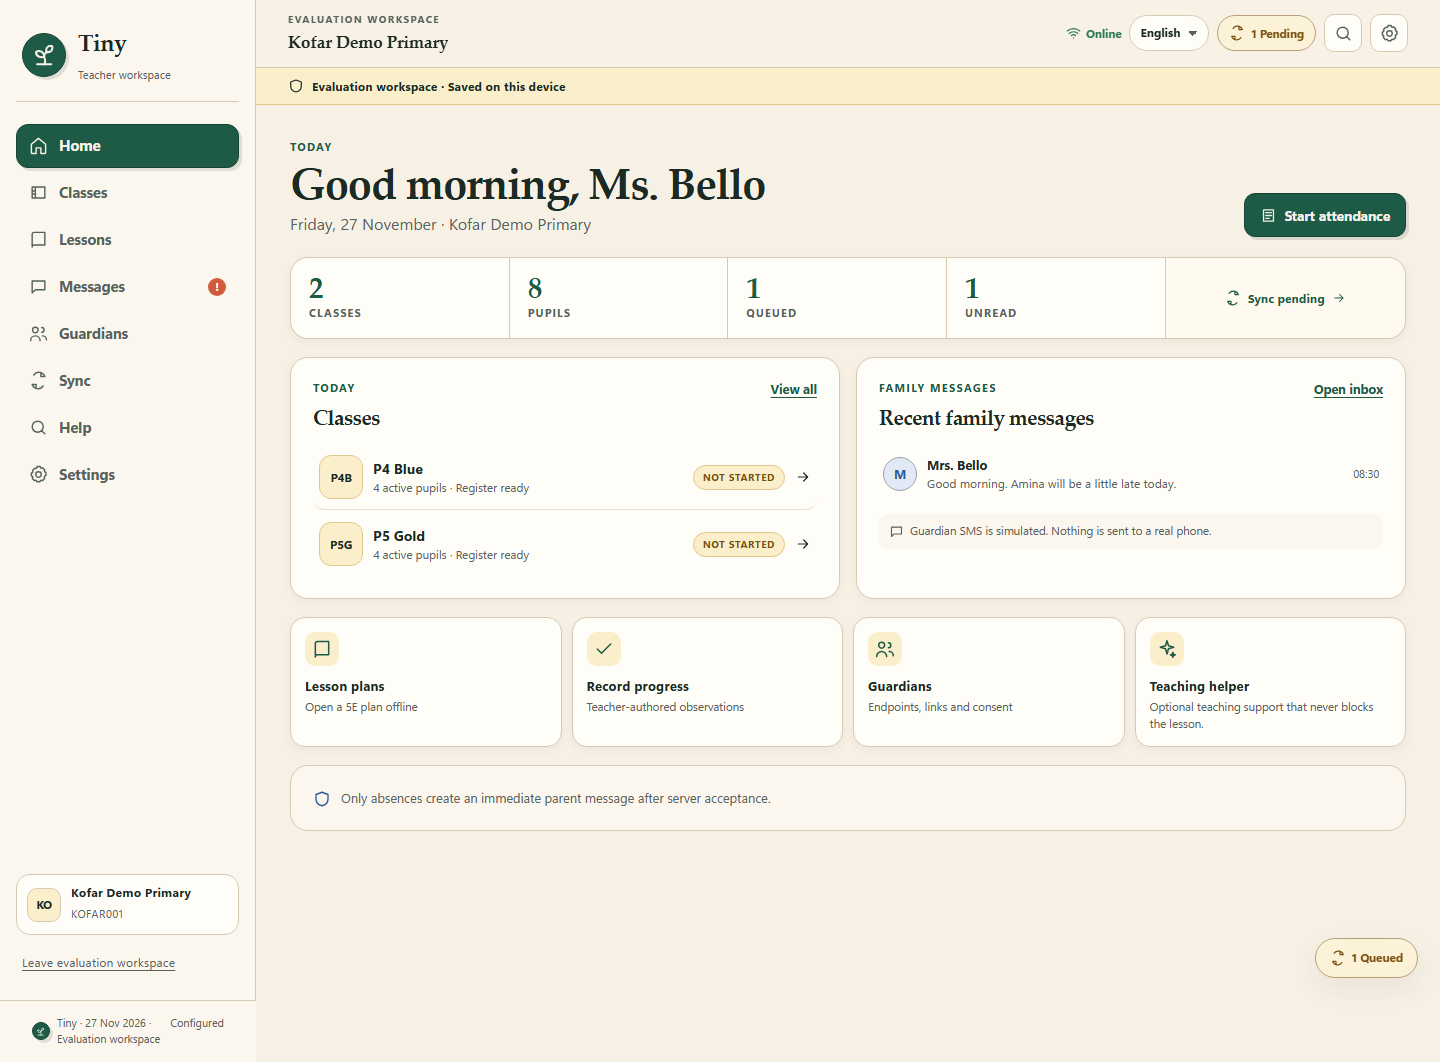 Tiny
Teacher workspace
Home
Classes
Lessons
Messages
!
Guardians
Sync
Help
Settings
KO
Kofar Demo Primary
KOFAR001
Leave evaluation workspace
Tiny · 27 Nov 2026 ·
Evaluation workspace
Configured
EVALUATION WORKSPACE
Kofar Demo Primary
Online
English
1 Pending
Evaluation workspace · Saved on this device
TODAY
Good morning, Ms. Bello
Friday, 27 November · Kofar Demo Primary
Start attendance
2
CLASSES
8
PUPILS
1
QUEUED
1
UNREAD
Sync pending
TODAY
View all
Classes
P4B
P4 Blue
4 active pupils · Register ready
NOT STARTED
P5G
P5 Gold
4 active pupils · Register ready
NOT STARTED
FAMILY MESSAGES
Open inbox
Recent family messages
M
Mrs. Bello
Good morning. Amina will be a little late today.
08:30
Guardian SMS is simulated. Nothing is sent to a real phone.
Lesson plans
Open a 5E plan offline
Record progress
Teacher-authored observations
Guardians
Endpoints, links and consent
Teaching helper
Optional teaching support that never blocks
the lesson.
Only absences create an immediate parent message after server acceptance.
1 Queued